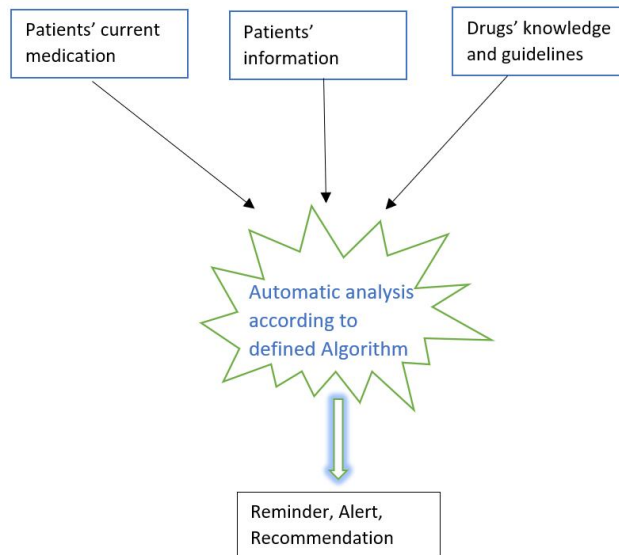 Patients’ current
medication
Patients’
information
Drugs’ knowledge
and guidelines
Automatic analysis
according to
defined Algorithm
Reminder, Alert,
Recommendation